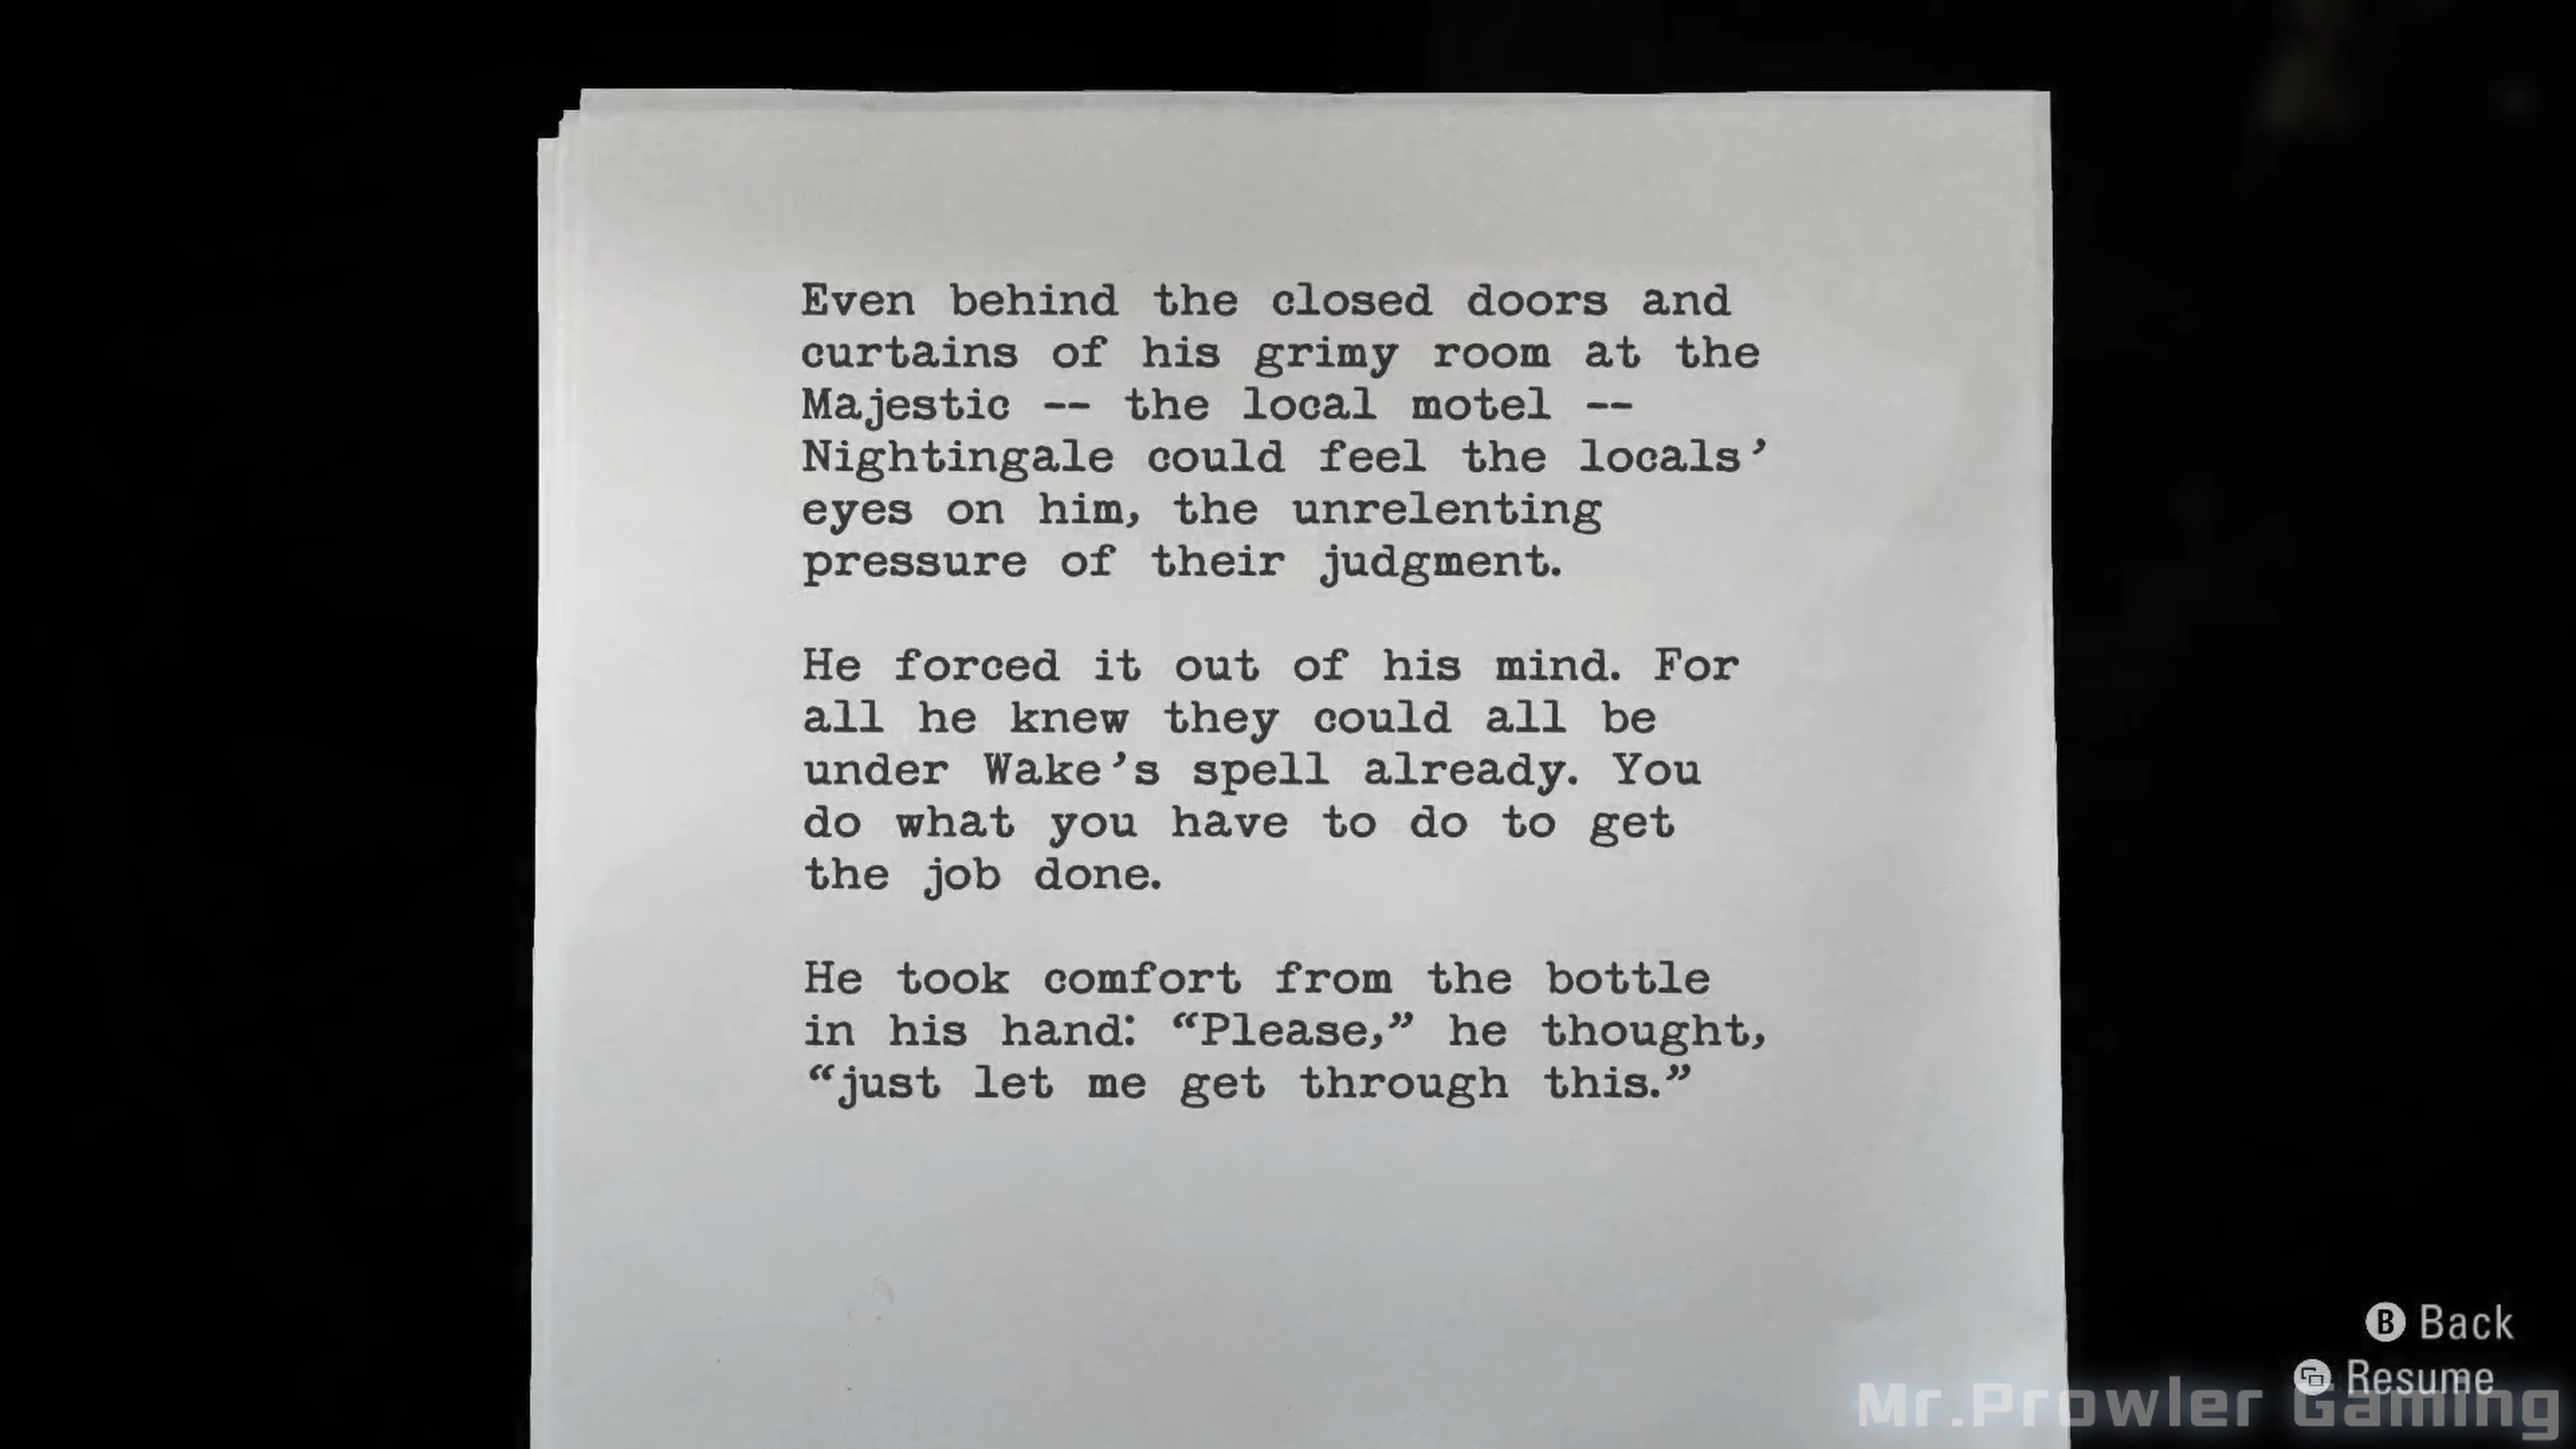 Even behind the closed doors and
curtains of his grimy room at the
Majestic -- the local motel --
Nightingale could feel the locals’
eyes on him, the unrelenting
pressure of their judgment.
He forced it out of his mind. For
all he knew they could all be
under Wake’s spell already. You
do what you have to do to get
the job done.
He took comfort from the bottle
in his hand: “Please,” he thought,
“just let me get through this.”
B Back
Resume
Mr.Prowler Gaming